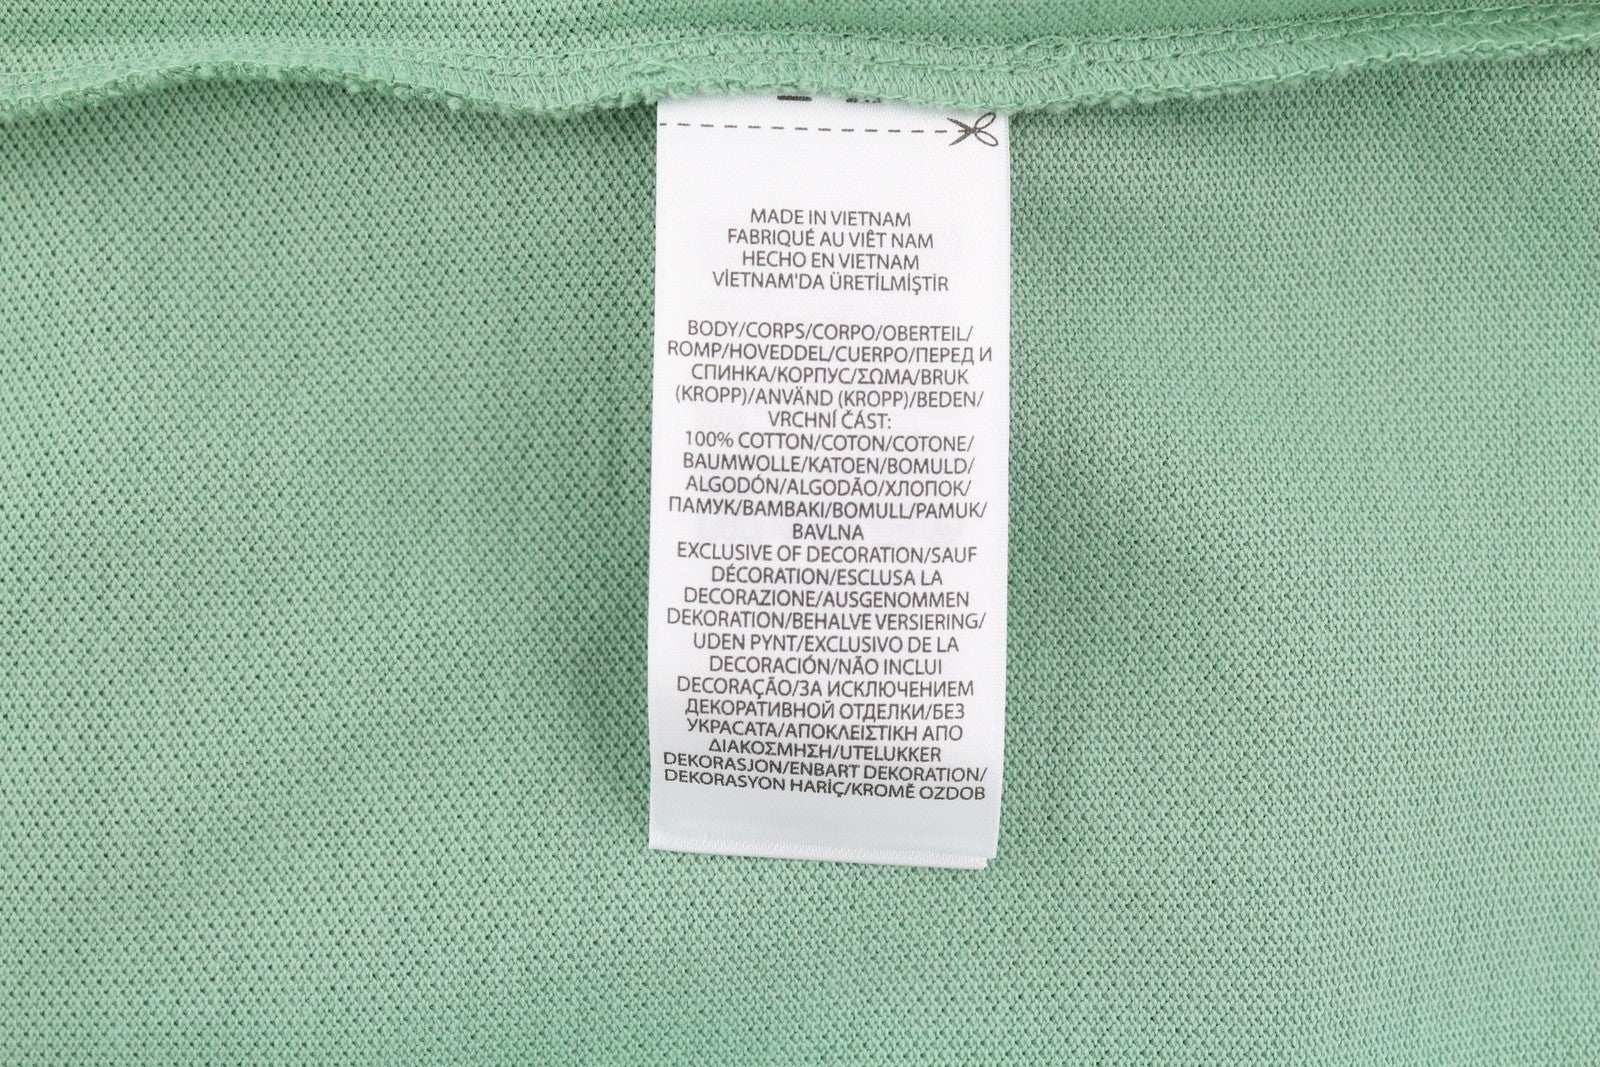 MADE IN VIETNAM
FABRIQUÉ AU VIÊT NAM
HECHO EN VIETNAM
VİETNAM'DA ÜRETİLMİŞTİR
BODY/CORPS/CORPO/OBERTEIL/
ROMP/HOVEDDEL/CUERPO/ПЕРЕД И
СПИНКА/КОРПУС/ΣΩΜΑ/BRUK
(KROPP)/ANVÄND (KROPP)/BEDEN/
VRCHNÍ ČÁST:
100% COTTON/COTON/COTONE/
BAUMWOLLE/KATOEN/BOMULD/
ALGODÓN/ALGODÃO/ХЛОПОК/
ПАМУК/ΒΑΜΒΑΚΙ/BOMULL/PAMUK/
BAVLNA
EXCLUSIVE OF DECORATION/SAUF
DÉCORATION/ESCLUSA LA
DECORAZIONE/AUSGENOMMEN
DEKORATION/BEHALVE VERSIERING/
UDEN PYNT/EXCLUSIVO DE LA
DECORACIÓN/NÃO INCLUI
DECORAÇÃO/ЗА ИСКЛЮЧЕНИЕМ
ДЕКОРАТИВНОЙ ОТДЕЛКИ/БЕЗ
УКРАСАТА/ΑΠΟΚΛΕΙΣΤΙΚΗ ΑΠΟ
ΔΙΑΚΟΣΜΗΣΗ/UTELUKKER
DEKORASJON/ENBART DEKORATION/
DEKORASYON HARİÇ/KROMĚ OZDOB